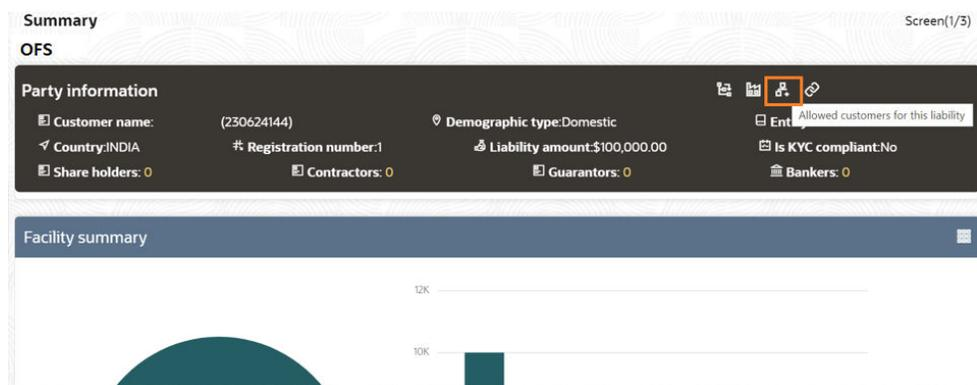 Summary
Screen(1/3)
OFS
Party information
Allowed customers for this liability
Customer name: (230624144) Demographic type:Domestic
Country:INDIA Registration number:1 Liability amount:$100,000.00 Is KYC compliant:No
Share holders: 0 Contractors: 0 Guarantors: 0 Bankers: 0
Facility summary
12K
10K